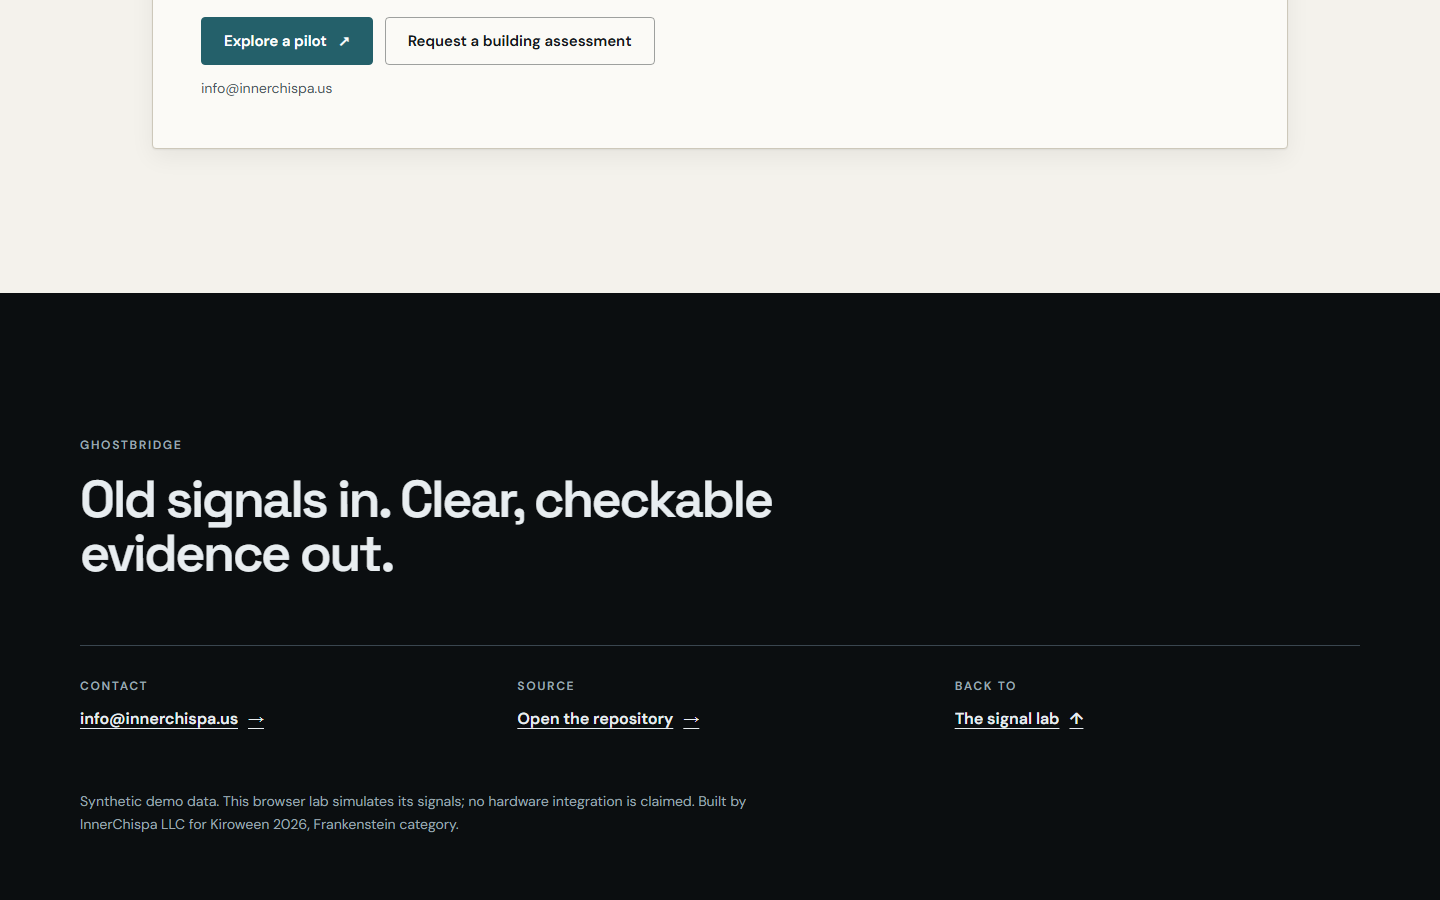 Explore a pilot ↗
Request a building assessment
info@innerchispa.us
GHOSTBRIDGE
Old signals in. Clear, checkable
evidence out.
CONTACT
info@innerchispa.us →
SOURCE
Open the repository →
BACK TO
The signal lab ↑
Synthetic demo data. This browser lab simulates its signals; no hardware integration is claimed. Built by
InnerChispa LLC for Kiroween 2026, Frankenstein category.